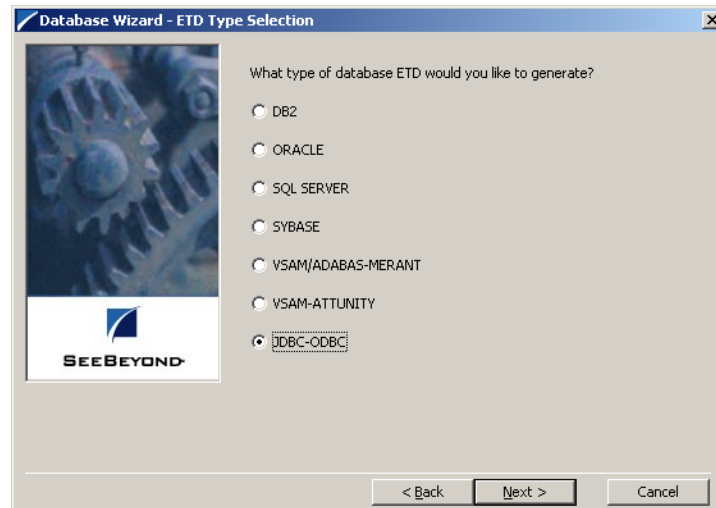 Database Wizard - ETD Type Selection
What type of database ETD would you like to generate?
DB2
ORACLE
SQL SERVER
SYBASE
VSAM/ADABAS-MERANT
VSAM-ATTUNITY
JDBC-ODBC
SEEBEYOND
< Back Next > Cancel